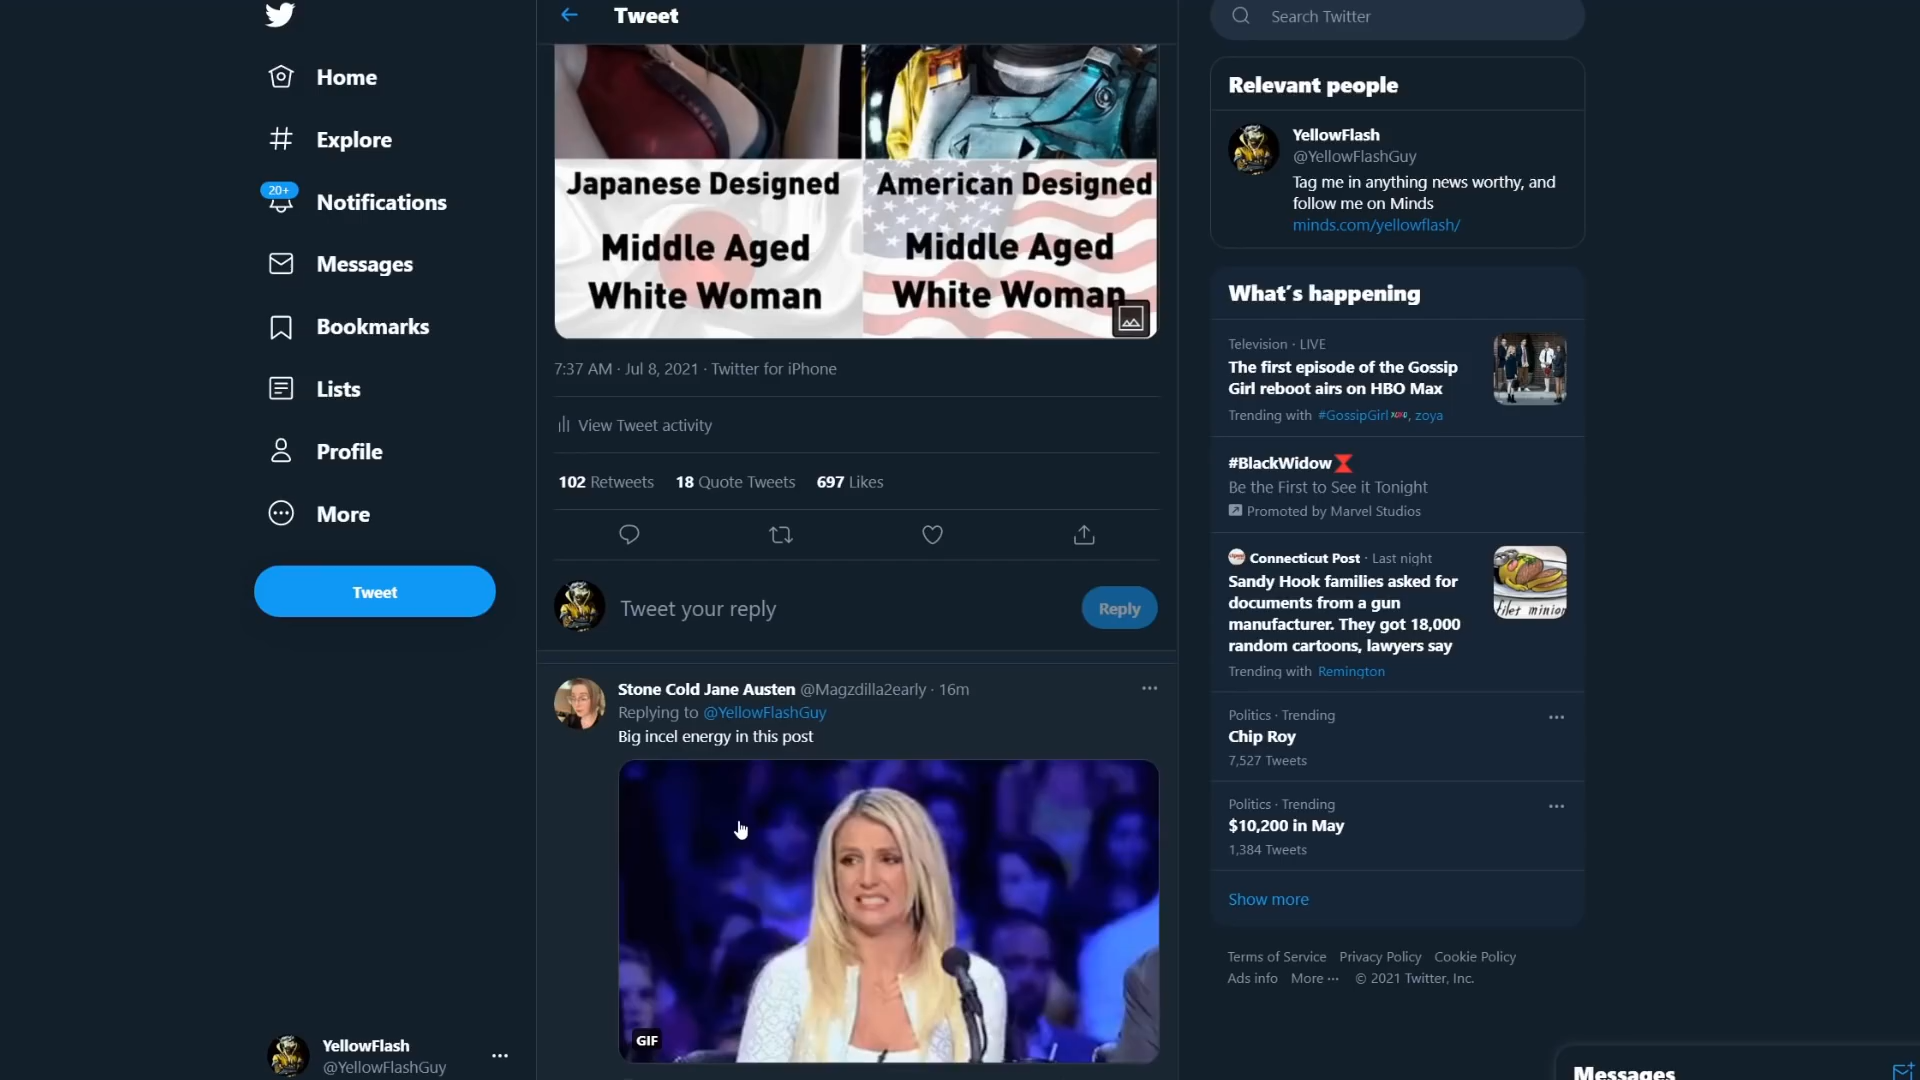 Home
Explore
20+
Notifications
Messages
Bookmarks
Lists
Profile
More
Tweet
YellowFlash
@YellowFlashGuy
Tweet
Japanese Designed
Middle Aged
White Woman
American Designed
Middle Aged
White Woman
7:37 AM · Jul 8, 2021 · Twitter for iPhone
View Tweet activity
102 Retweets 18 Quote Tweets 697 Likes
Tweet your reply
Reply
Stone Cold Jane Austen @Magzdilla2early · 16m
Replying to @YellowFlashGuy
Big incel energy in this post
GIF
Search Twitter
Relevant people
YellowFlash
@YellowFlashGuy
Tag me in anything news worthy, and
follow me on Minds
minds.com/yellowflash/
What's happening
Television · LIVE
The first episode of the Gossip
Girl reboot airs on HBO Max
Trending with #GossipGirl, zoya
#BlackWidow
Be the First to See it Tonight
Promoted by Marvel Studios
Connecticut Post · Last night
Sandy Hook families asked for
documents from a gun
manufacturer. They got 18,000
random cartoons, lawyers say
filet minion
Trending with Remington
Politics · Trending
Chip Roy
7,527 Tweets
Politics · Trending
$10,200 in May
1,384 Tweets
Show more
Terms of Service Privacy Policy Cookie Policy
Ads info More ··· © 2021 Twitter, Inc.
Messages